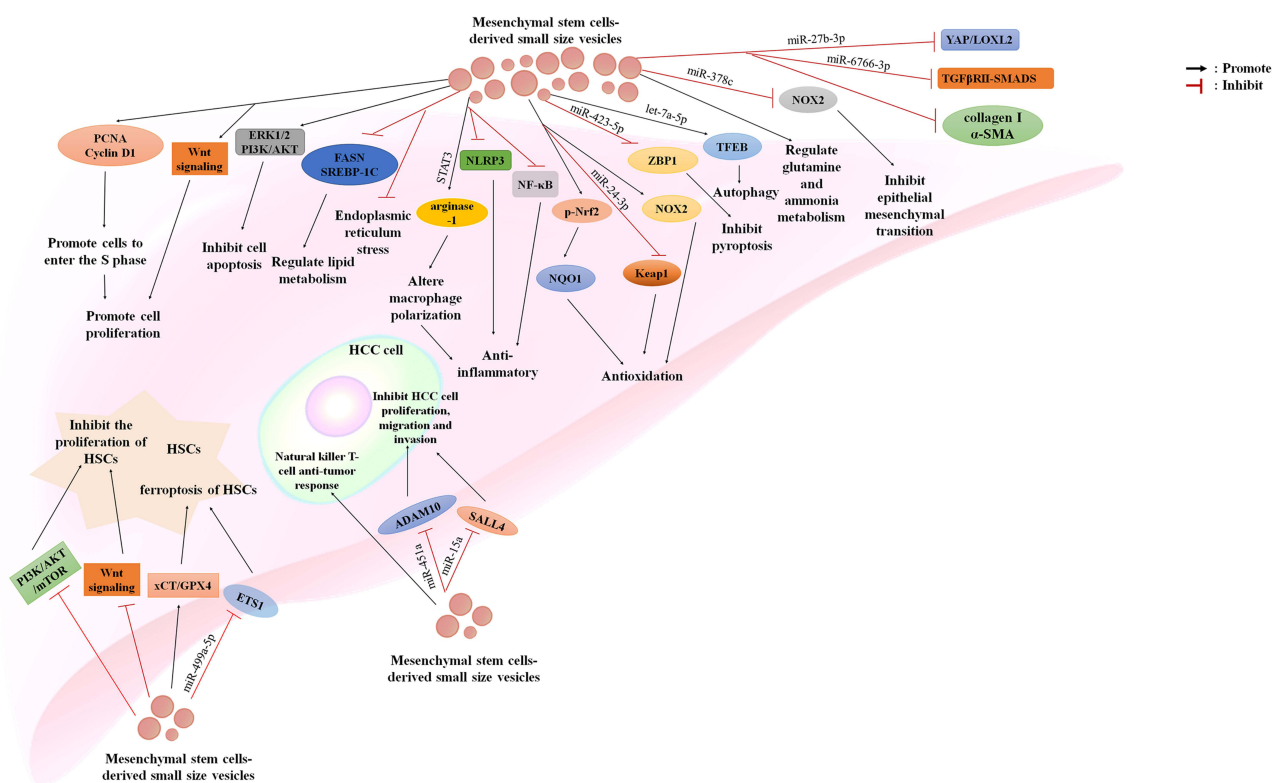 Mesenchymal stem cells-
derived small size vesicles
miR-27b-3p
YAP/LOXL2
miR-6766-3p
TGFβRII-SMADS
miR-378c
NOX2
collagen I
α-SMA
: Promote
: Inhibit
PCNA
Cyclin D1
Wnt
signaling
ERK1/2
PI3K/AKT
FASN
SREBP-1C
STAT3
NLRP3
NF-κB
miR-423-5p
let-7a-5p
ZBP1
TFEB
miR-24-3p
arginase
-1
p-Nrf2
NOX2
Autophagy
Regulate
glutamine
and
ammonia
metabolism
Inhibit
epithelial
mesenchymal
transition
Promote cells to
enter the S phase
Inhibit cell
apoptosis
Regulate lipid
metabolism
Endoplasmic
reticulum
stress
Inhibit
pyroptosis
NQO1
Keap1
Altere
macrophage
polarization
Promote cell
proliferation
Anti-
inflammatory
Antioxidation
HCC cell
Inhibit HCC cell
proliferation,
migration and
invasion
Natural killer T-
cell anti-tumor
response
Inhibit the
proliferation of
HSCs
HSCs
ferroptosis of HSCs
ADAM10
SALL4
miR-451a
miR-15a
PI3K/AKT
/mTOR
Wnt
signaling
xCT/GPX4
ETS1
miR-499a-5p
Mesenchymal stem cells-
derived small size vesicles
Mesenchymal stem cells-
derived small size vesicles